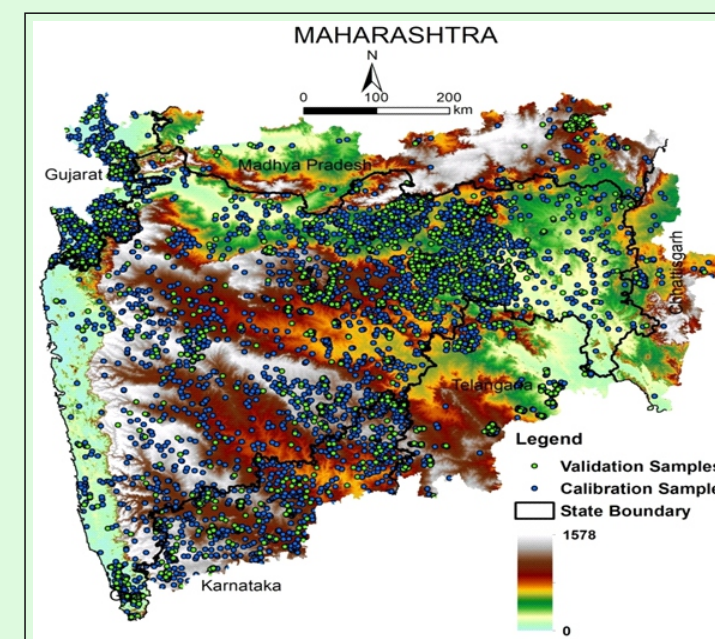 MAHARASHTRA
N
0 100 200
km
Madhya Pradesh
Gujarat
Chhattisgarh
Telangana
Legend
Validation Samples
Calibration Sample
State Boundary
1578
0
Karnataka